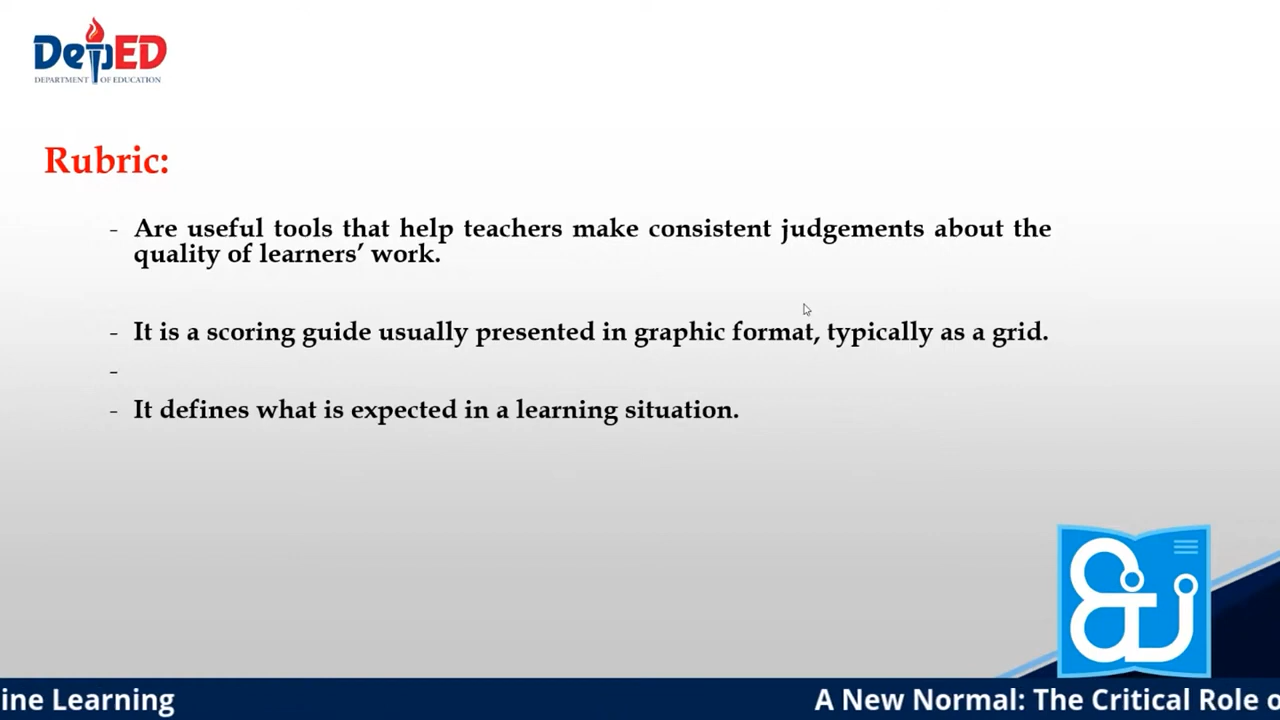 DepED
DEPARTMENT OF EDUCATION
Rubric:
- Are useful tools that help teachers make consistent judgements about the
quality of learners’ work.
- It is a scoring guide usually presented in graphic format, typically as a grid.
-
- It defines what is expected in a learning situation.
ine Learning
A New Normal: The Critical Role o